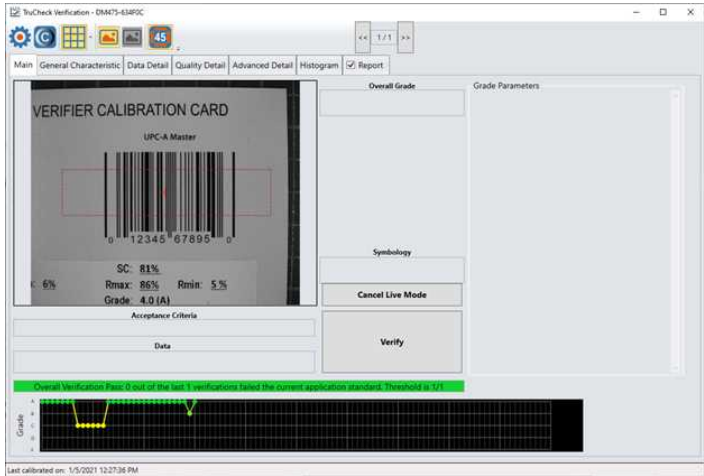 TruCheck Verification - DM475-634F0C
45
<< 1/1 >>
Main General Characteristic Data Detail Quality Detail Advanced Detail Histogram Report
Overall Grade
Grade Parameters
VERIFIER CALIBRATION CARD
UPC-A Master
0 12345 67895 0
SC: 81%
6% Rmax: 86% Rmin: 5 %
Grade: 4.0 (A)
Symbology
Cancel Live Mode
Acceptance Criteria
Verify
Data
Overall Verification Pass: 0 out of the last 1 verifications failed the current application standard. Threshold is 1/1
Grade
A
B
C
D
F
Last calibrated on: 1/5/2021 12:27:36 PM